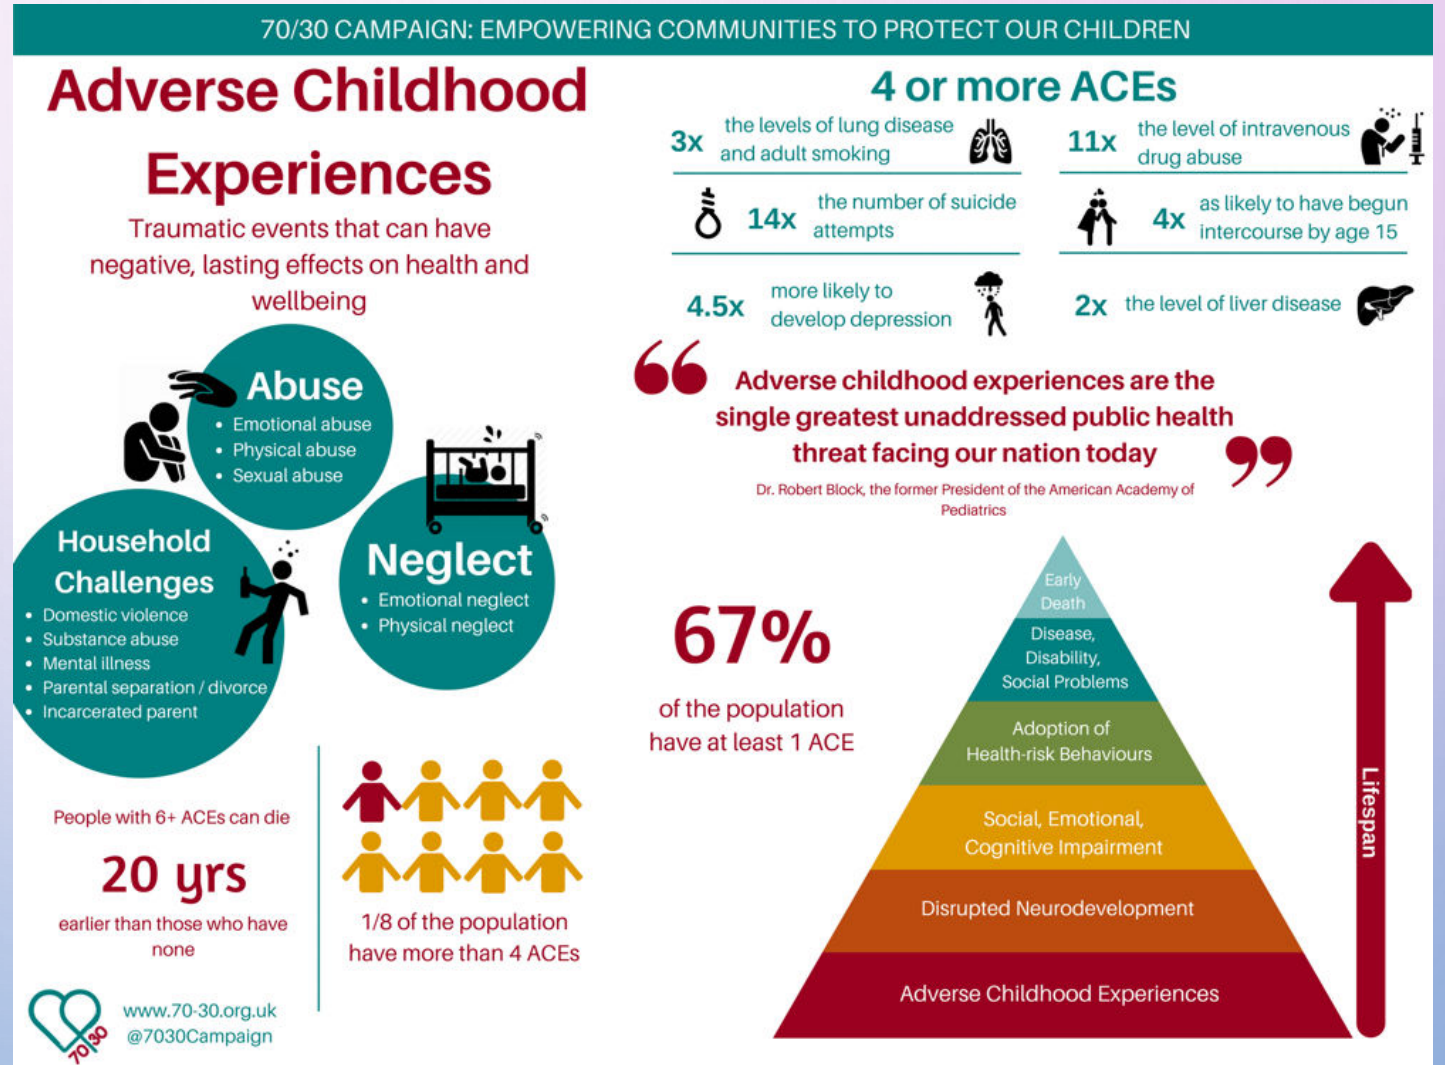 70/30 CAMPAIGN: EMPOWERING COMMUNITIES TO PROTECT OUR CHILDREN
Adverse Childhood
Experiences
Traumatic events that can have
negative, lasting effects on health and
wellbeing
Abuse
• Emotional abuse
• Physical abuse
• Sexual abuse
Household
Challenges
• Domestic violence
• Substance abuse
• Mental illness
• Parental separation / divorce
• Incarcerated parent
Neglect
• Emotional neglect
• Physical neglect
People with 6+ ACEs can die
20 yrs
earlier than those who have
none
1/8 of the population
have more than 4 ACEs
70/30
www.70-30.org.uk
@7030Campaign
4 or more ACEs
3x
the levels of lung disease
and adult smoking
11x
the level of intravenous
drug abuse
14x
the number of suicide
attempts
4x
as likely to have begun
intercourse by age 15
4.5x
more likely to
develop depression
2x
the level of liver disease
“
Adverse childhood experiences are the
single greatest unaddressed public health
threat facing our nation today
”
Dr. Robert Block, the former President of the American Academy of
Pediatrics
67%
of the population
have at least 1 ACE
Early
Death
Disease,
Disability,
Social Problems
Adoption of
Health-risk Behaviours
Social, Emotional,
Cognitive Impairment
Disrupted Neurodevelopment
Adverse Childhood Experiences
Lifespan